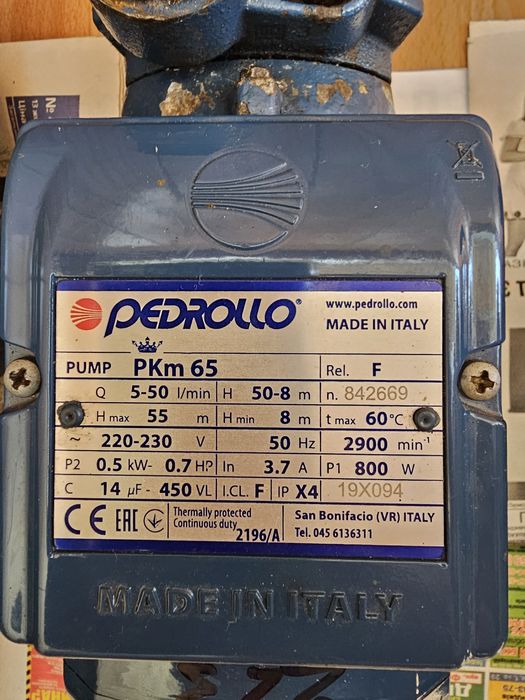 PEDROLLO®
www.pedrollo.com
MADE IN ITALY
PUMP PKm 65 Rel. F
Q 5-50 l/min H 50-8 m n. 842669
H max 55 m H min 8 m t max 60°C
~ 220-230 V 50 Hz 2900 min-1
P2 0.5 kW- 0.7 HP In 3.7 A P1 800 W
C 14 µF- 450 VL I.CL. F IP X4 19X094
CE EAC Thermally protected
Continuous duty 2196/A
San Bonifacio (VR) ITALY
Tel. 045 6136311
MADE IN ITALY